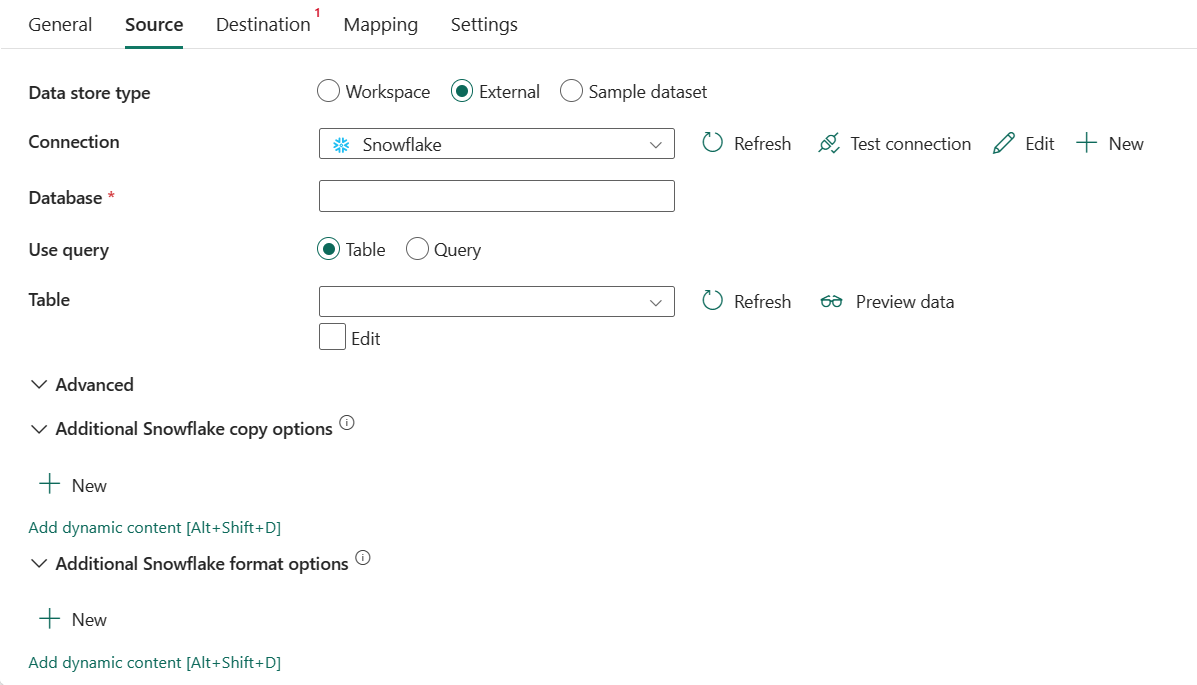 General Source Destination 1 Mapping Settings
Data store type Workspace External Sample dataset
Connection Snowflake Refresh Test connection Edit New
Database *
Use query Table Query
Table Refresh Preview data
Edit
Advanced
Additional Snowflake copy options
New
Add dynamic content [Alt+Shift+D]
Additional Snowflake format options
New
Add dynamic content [Alt+Shift+D]